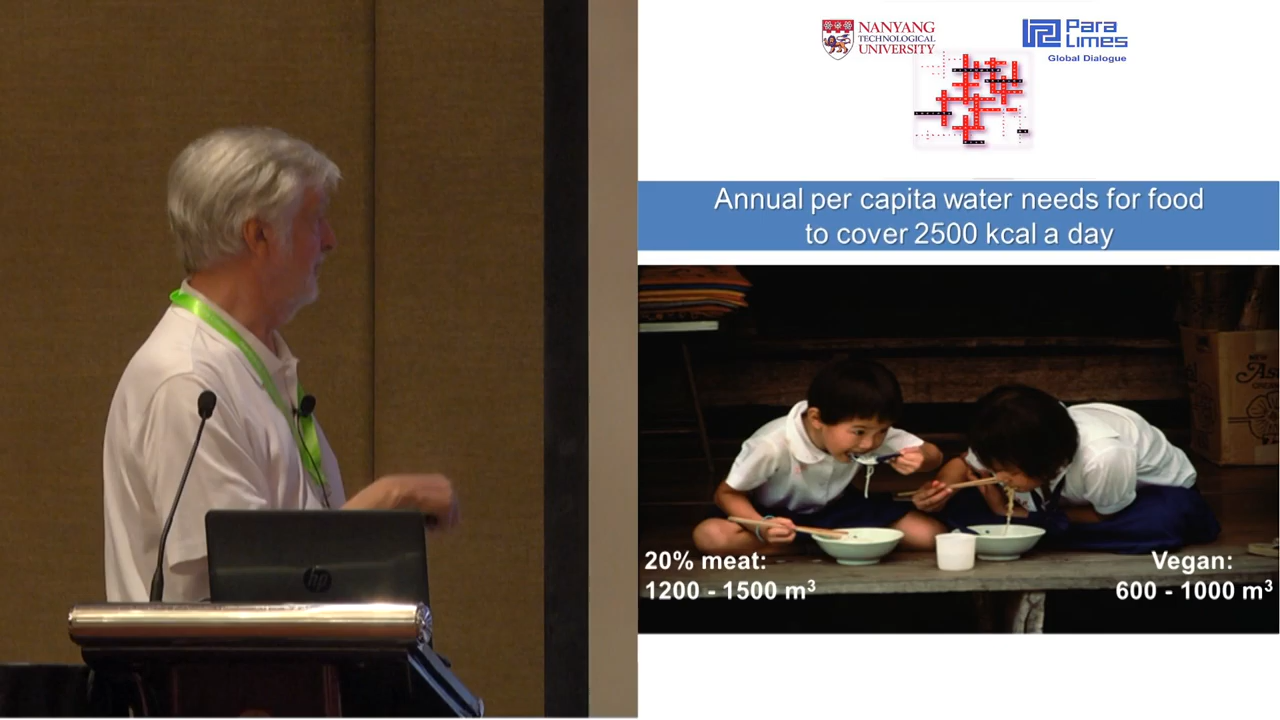 NANYANG
TECHNOLOGICAL
UNIVERSITY
Para
Limes
Global Dialogue
Annual per capita water needs for food
to cover 2500 kcal a day
20% meat:
1200 - 1500 m³
Vegan:
600 - 1000 m³
hp